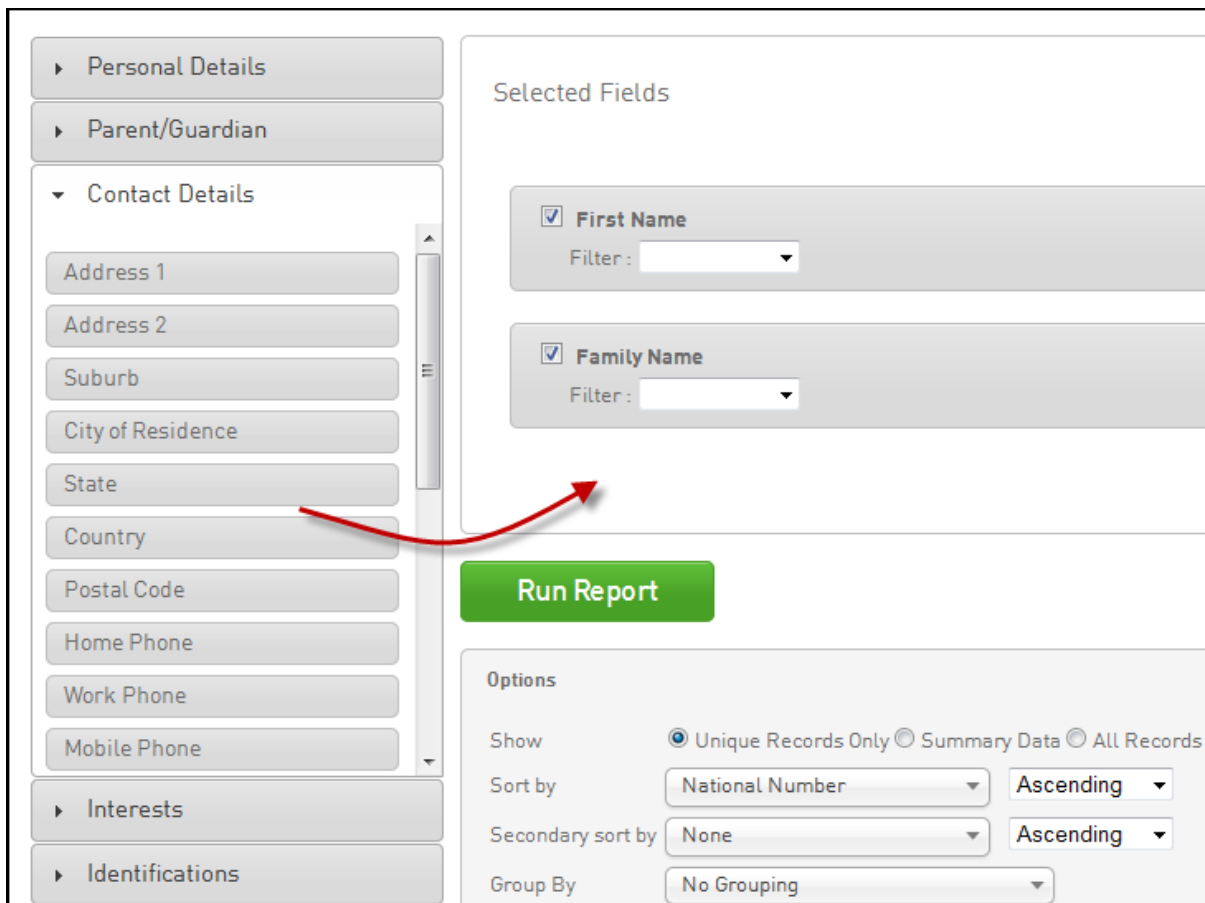 Personal Details
Parent/Guardian
Contact Details
Address 1
Address 2
Suburb
City of Residence
State
Country
Postal Code
Home Phone
Work Phone
Mobile Phone
Interests
Identifications
Selected Fields
First Name
Filter :
Family Name
Filter :
Run Report
Options
Show Unique Records Only Summary Data All Records
Sort by National Number Ascending
Secondary sort by None Ascending
Group By No Grouping